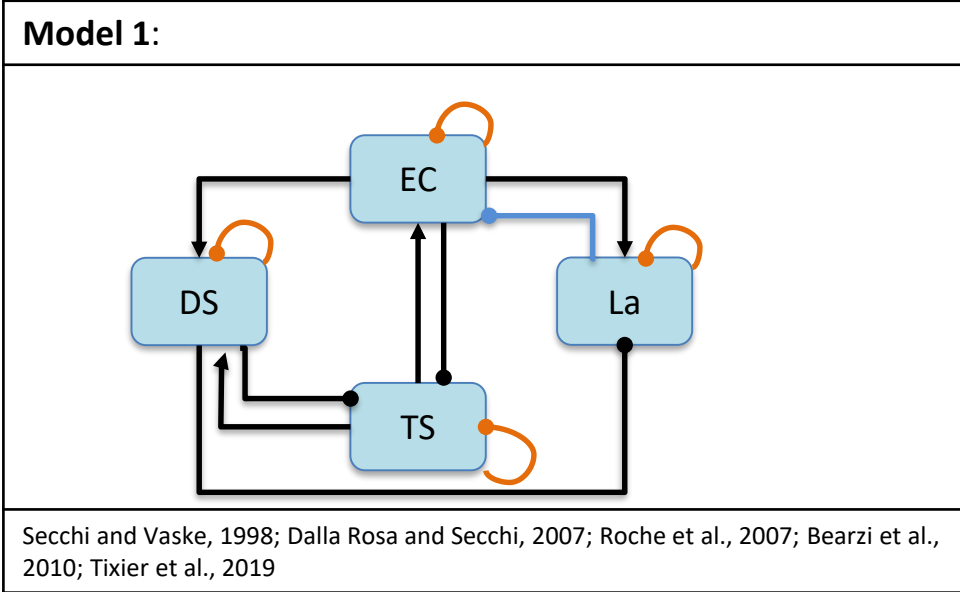 Model 1:
EC
DS
La
TS
Secchi and Vaske, 1998; Dalla Rosa and Secchi, 2007; Roche et al., 2007; Bearzi et al.,
2010; Tixier et al., 2019